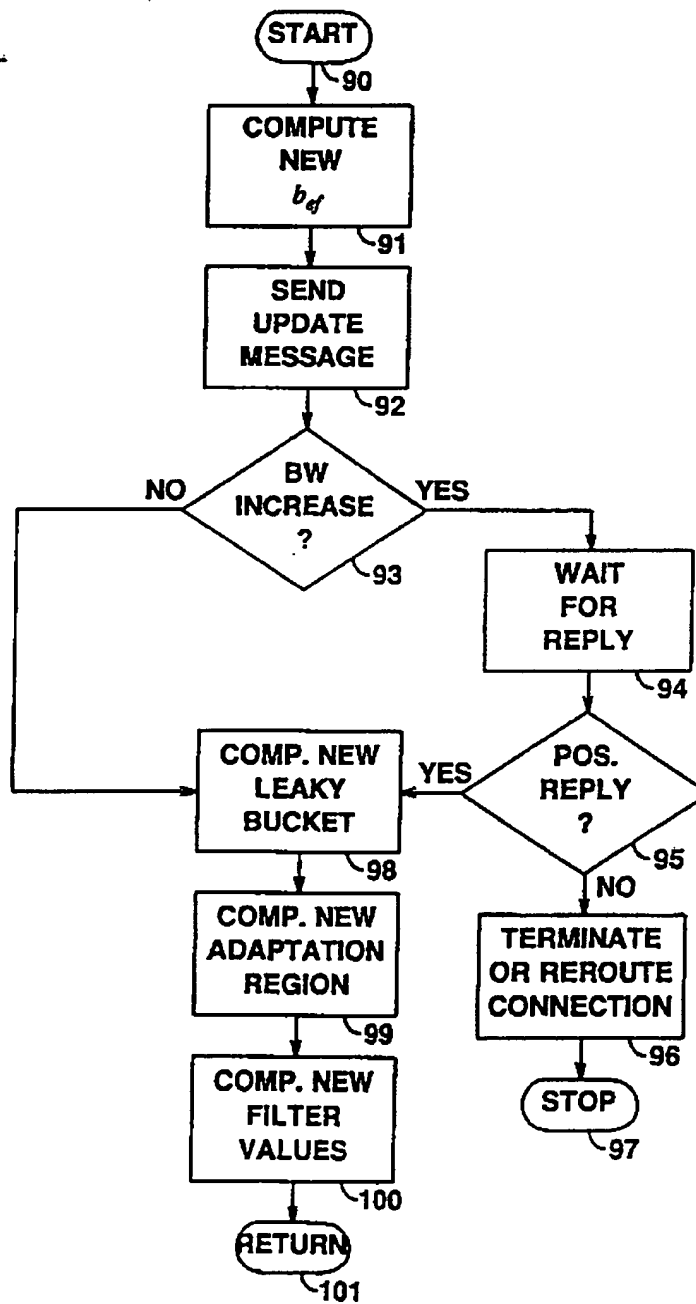 START
90
COMPUTE
NEW
b_ef
91
SEND
UPDATE
MESSAGE
92
BW
INCREASE
?
93
NO
YES
WAIT
FOR
REPLY
94
POS.
REPLY
?
95
YES
NO
COMP. NEW
LEAKY
BUCKET
98
COMP. NEW
ADAPTATION
REGION
99
TERMINATE
OR REROUTE
CONNECTION
96
COMP. NEW
FILTER
VALUES
100
STOP
97
RETURN
101